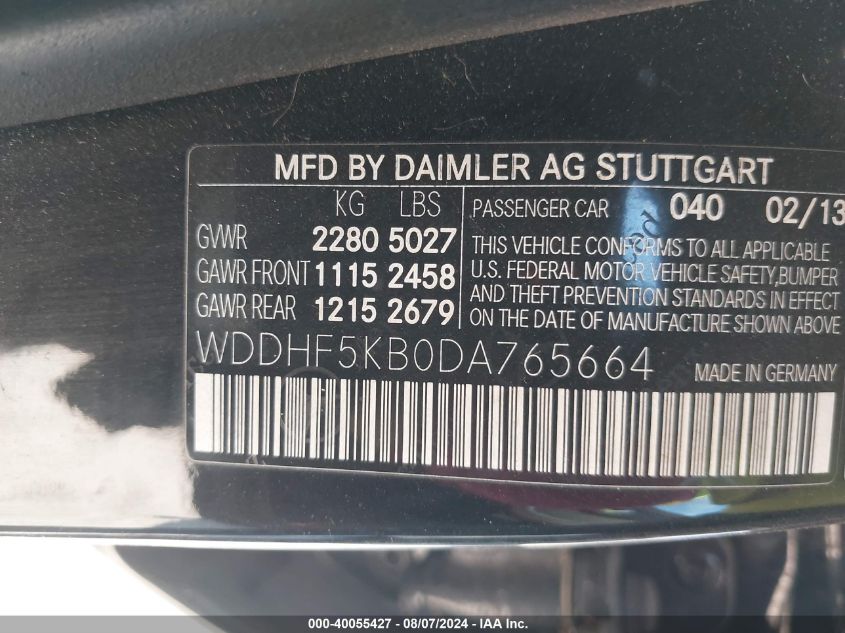 MFD BY DAIMLER AG STUTTGART
KG LBS
GVWR 2280 5027
GAWR FRONT 1115 2458
GAWR REAR 1215 2679
PASSENGER CAR 040 02/13
THIS VEHICLE CONFORMS TO ALL APPLICABLE
U.S. FEDERAL MOTOR VEHICLE SAFETY,BUMPER
AND THEFT PREVENTION STANDARDS IN EFFECT
ON THE DATE OF MANUFACTURE SHOWN ABOVE
WDDHF5KB0DA765664
MADE IN GERMANY
000-40055427 - 08/07/2024 - IAA Inc.